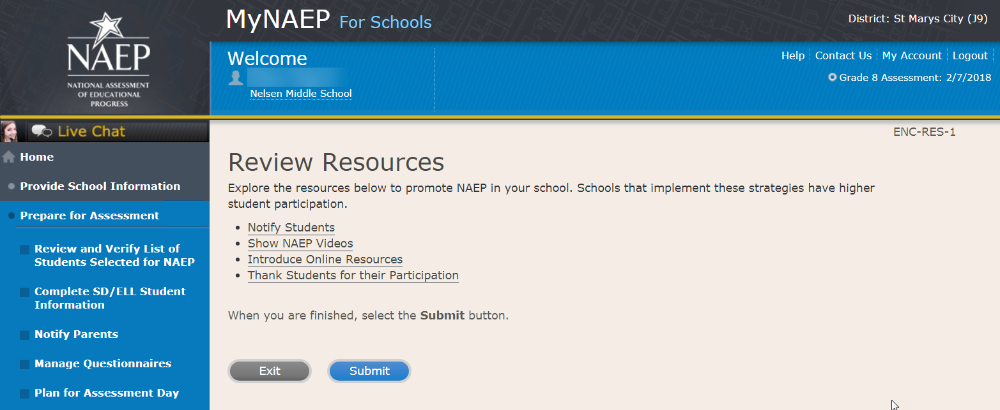 NAEP
NATIONAL ASSESSMENT
OF EDUCATIONAL
PROGRESS
MyNAEP For Schools
District: St Marys City (J9)
Welcome
Nelsen Middle School
Help
Contact Us
My Account
Logout
Grade 8 Assessment: 2/7/2018
Live Chat
Home
Provide School Information
Prepare for Assessment
Review and Verify List of
Students Selected for NAEP
Complete SD/ELL Student
Information
Notify Parents
Manage Questionnaires
Plan for Assessment Day
ENC-RES-1
Review Resources
Explore the resources below to promote NAEP in your school. Schools that implement these strategies have higher
student participation.
Notify Students
Show NAEP Videos
Introduce Online Resources
Thank Students for their Participation
When you are finished, select the Submit button.
Exit
Submit